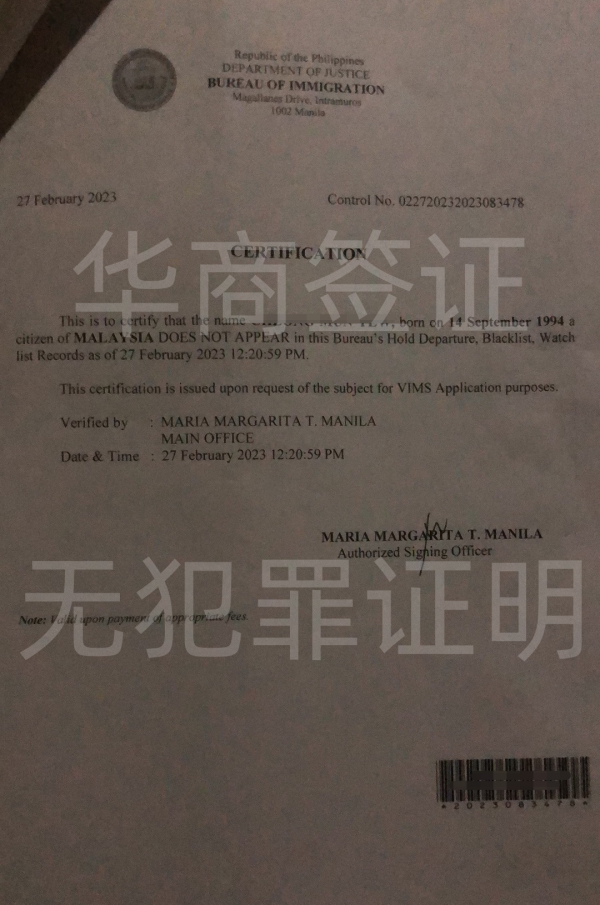 Republic of the Philippines
DEPARTMENT OF JUSTICE
BUREAU OF IMMIGRATION
Magallanes Drive, Intramuros
1002 Manila
27 February 2023
Control No. 022720232023083478
CERTIFICATION
华商签证
This is to certify that the name born on 14 September 1994 a
citizen of MALAYSIA DOES NOT APPEAR in this Bureau's Hold Departure, Blacklist, Watch
list Records as of 27 February 2023 12:20:59 PM.
This certification is issued upon request of the subject for VIMS Application purposes.
Verified by : MARIA MARGARITA T. MANILA
MAIN OFFICE
Date & Time : 27 February 2023 12:20:59 PM
MARIA MARGARITA T. MANILA
Authorized Signing Officer
无犯罪证明
Note: Valid upon payment of appropriate fees.
*2023083478*